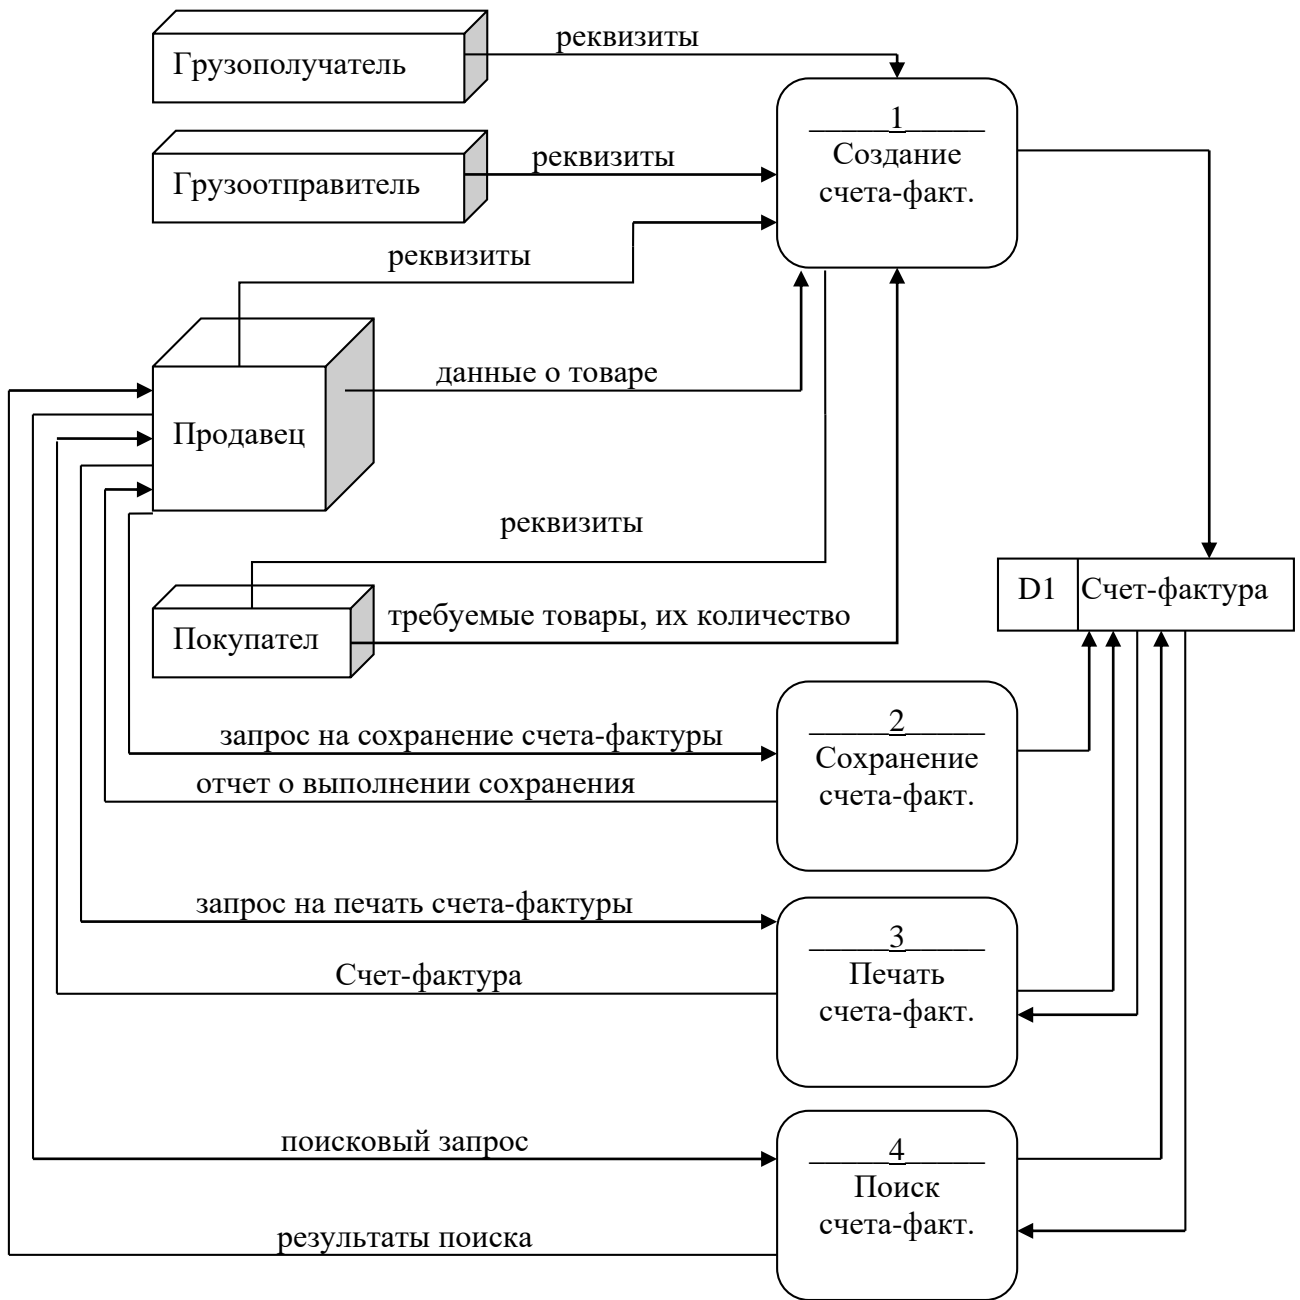 реквизиты
Грузополучатель
1
Создание
счета-факт.
реквизиты
Грузоотправитель
реквизиты
данные о товаре
Продавец
реквизиты
D1 Счет-фактура
требуемые товары, их количество
Покупател
2
Сохранение
счета-факт.
запрос на сохранение счета-фактуры
отчет о выполнении сохранения
запрос на печать счета-фактуры
3
Печать
счета-факт.
Счет-фактура
поисковый запрос
4
Поиск
счета-факт.
результаты поиска